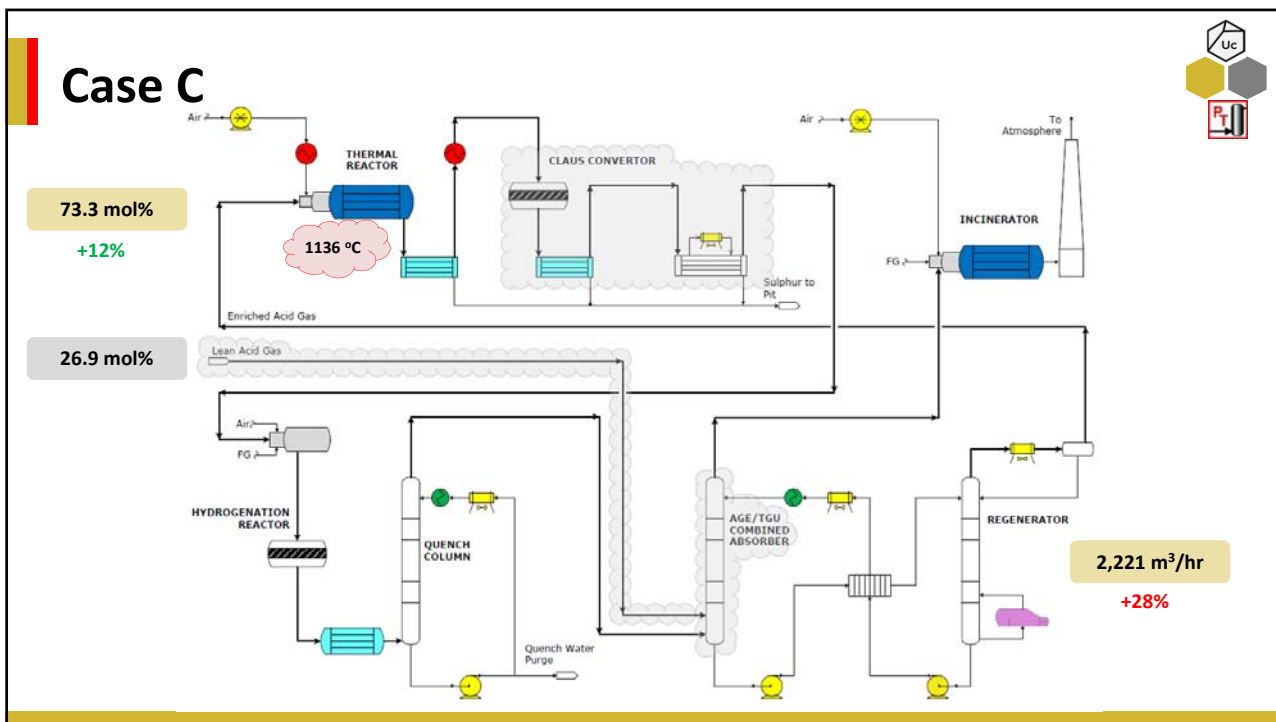 Case C
Uc
PT
Air
THERMAL
REACTOR
CLAUS CONVERTOR
Air
To
Atmosphere
73.3 mol%
+12%
1136 °C
INCINERATOR
FG
Sulphur to
Pit
Enriched Acid Gas
26.9 mol%
Lean Acid Gas
Air
FG
HYDROGENATION
REACTOR
QUENCH
COLUMN
AGE/TGU
COMBINED
ABSORBER
REGENERATOR
2,221 m³/hr
+28%
Quench Water
Purge